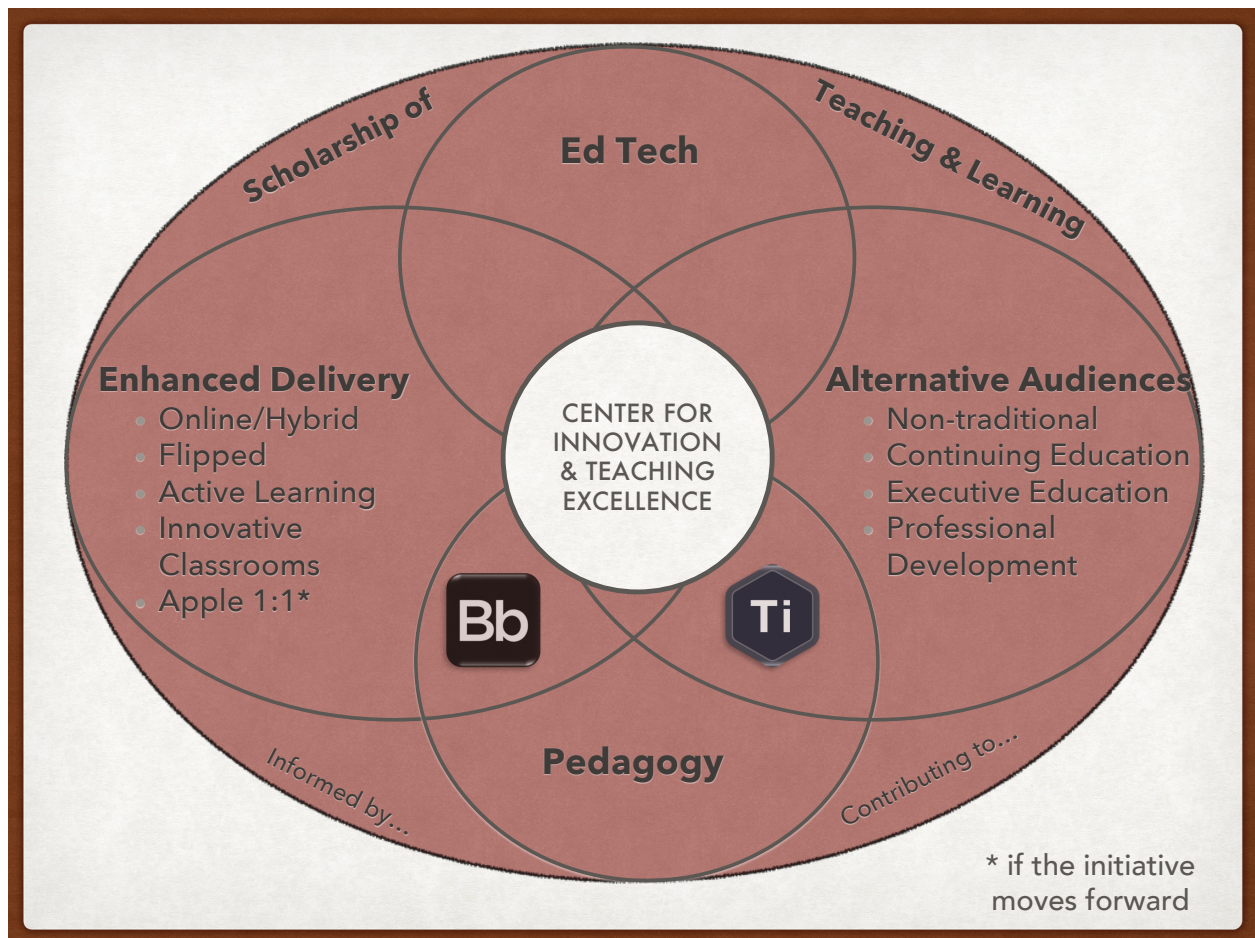 Scholarship of
Teaching & Learning
Ed Tech
Enhanced Delivery
Online/Hybrid
Flipped
Active Learning
Innovative
Classrooms
Apple 1:1*
CENTER FOR
INNOVATION
& TEACHING
EXCELLENCE
Alternative Audiences
Non-traditional
Continuing Education
Executive Education
Professional
Development
Bb
Ti
Pedagogy
Informed by...
Contributing to...
* if the initiative
moves forward